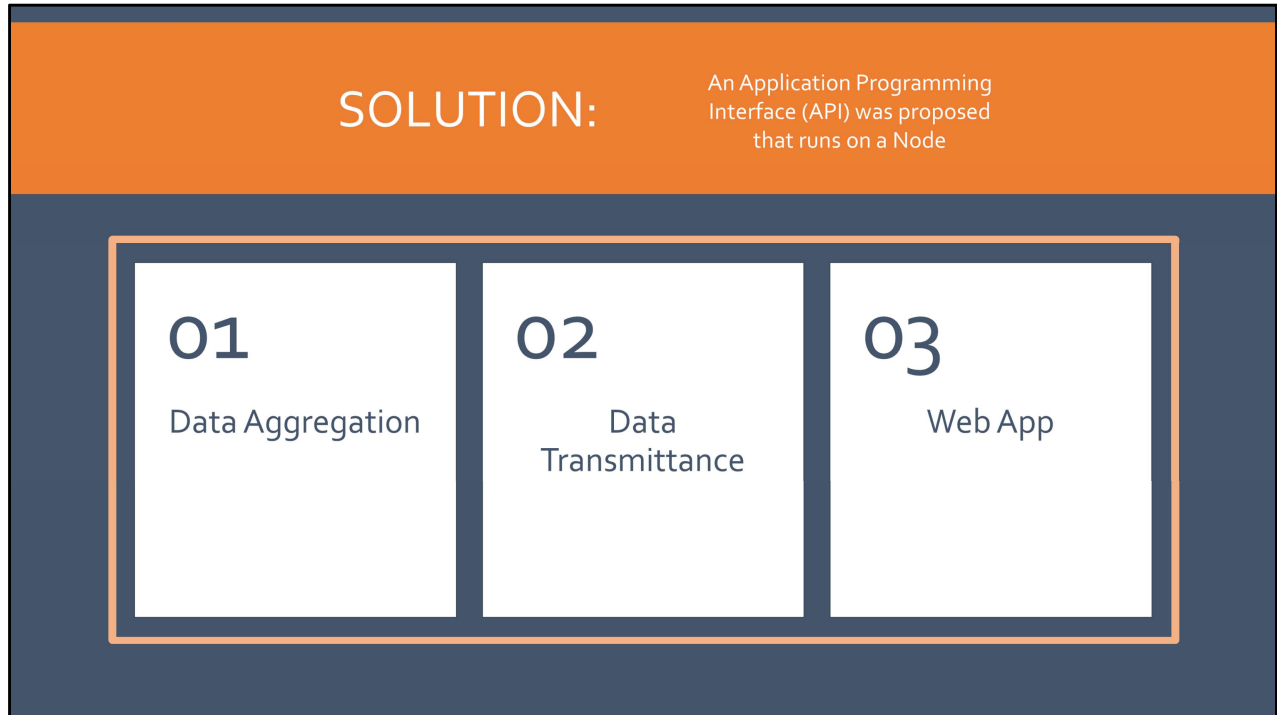 SOLUTION:
An Application Programming
Interface (API) was proposed
that runs on a Node
01
Data Aggregation
02
Data
Transmittance
03
Web App